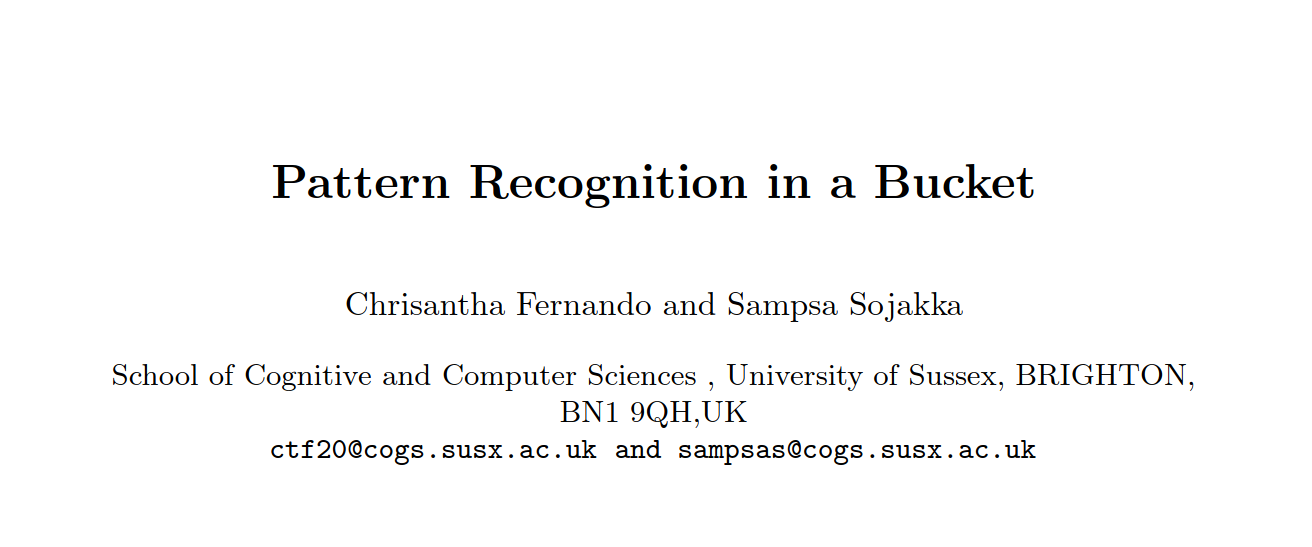 Pattern Recognition in a Bucket
Chrisantha Fernando and Sampsa Sojakka
School of Cognitive and Computer Sciences , University of Sussex, BRIGHTON,
BN1 9QH,UK
ctf20@cogs.susx.ac.uk and sampsas@cogs.susx.ac.uk